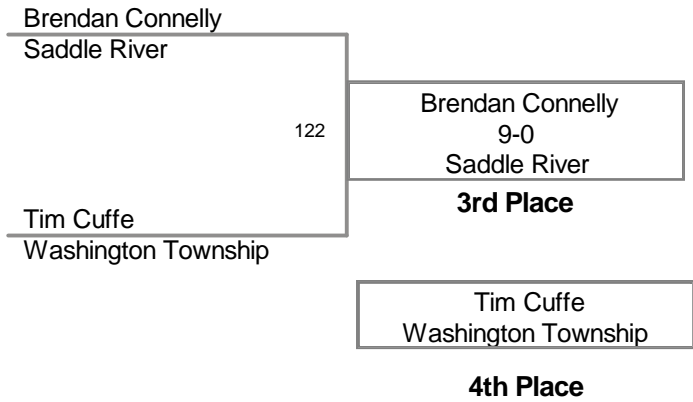 Brendan Connelly
Saddle River
122
Brendan Connelly
9-0
Saddle River
3rd Place
Tim Cuffe
Washington Township
Tim Cuffe
Washington Township
4th Place